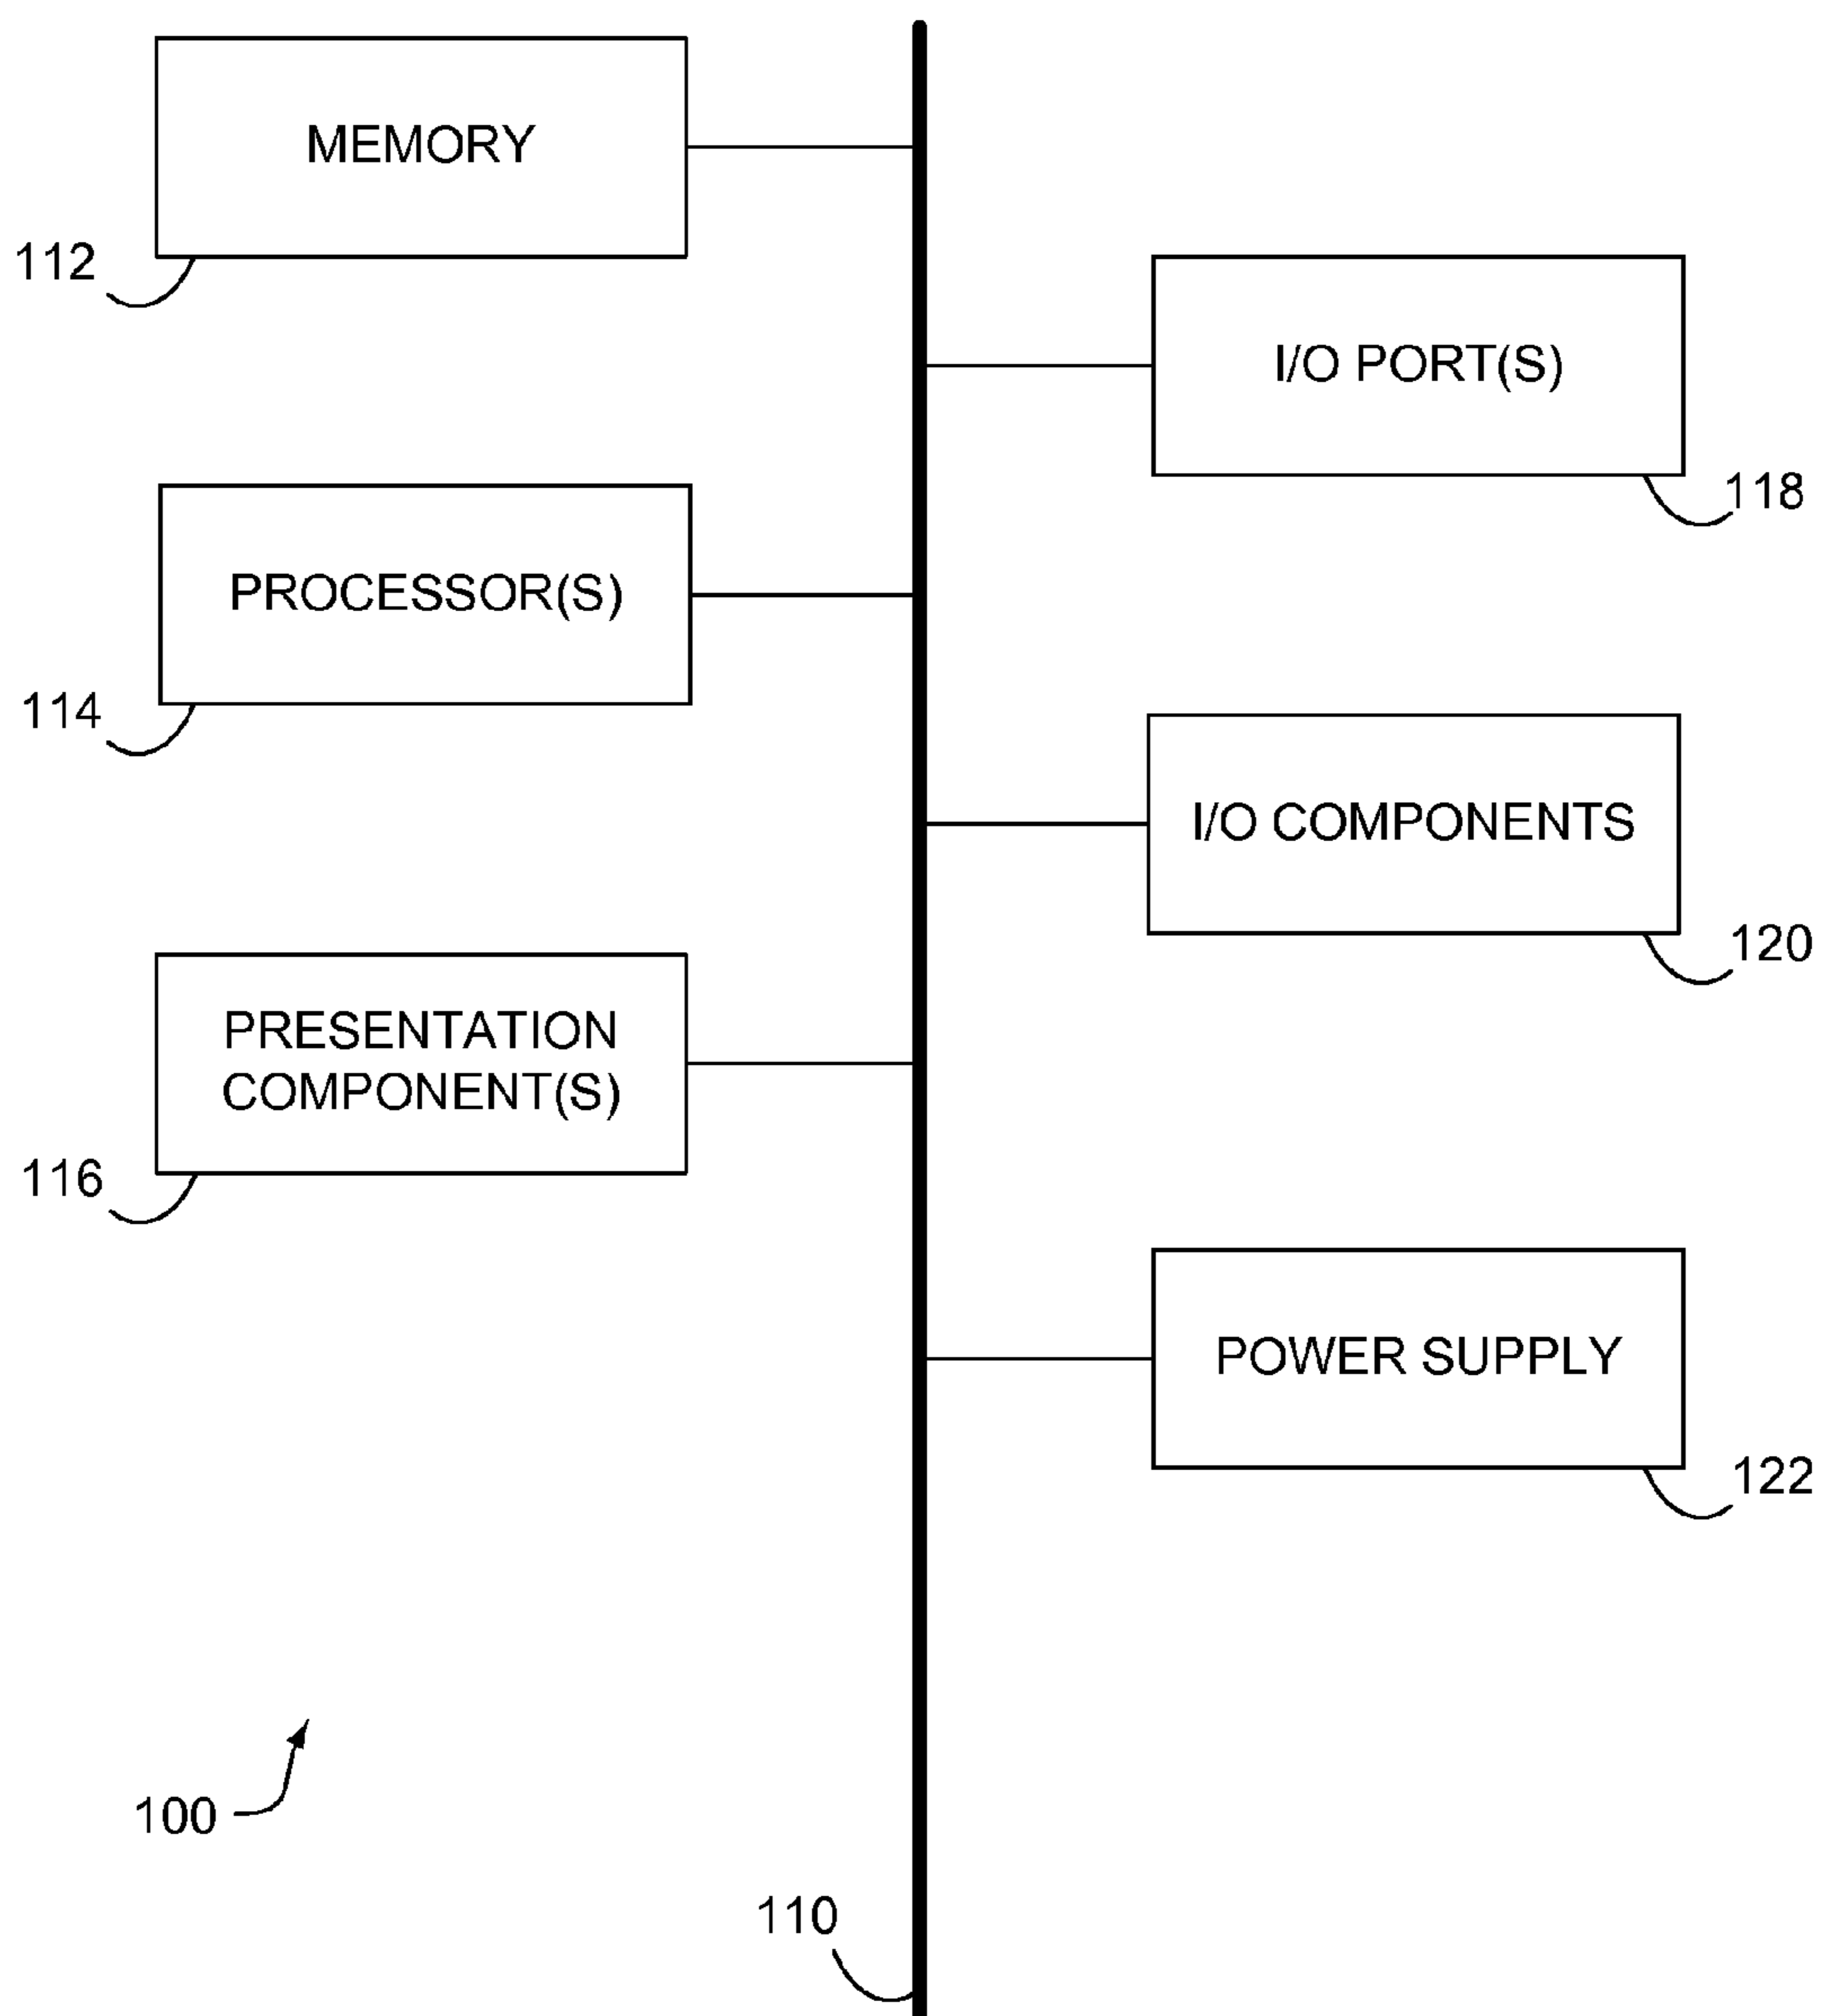 MEMORY
112
I/O PORT(S)
118
PROCESSOR(S)
114
I/O COMPONENTS
120
PRESENTATION
COMPONENT(S)
116
POWER SUPPLY
122
100
110